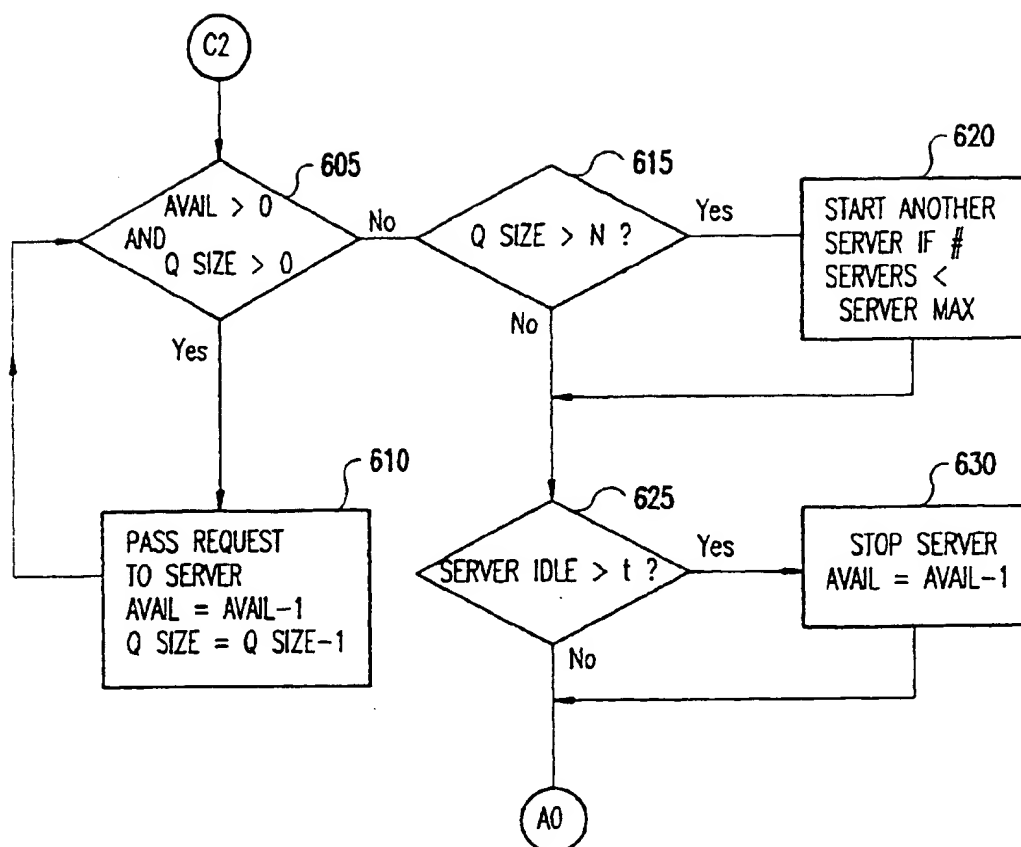 C2
605
AVAIL > 0
AND
Q SIZE > 0
No
Yes
610
PASS REQUEST
TO SERVER
AVAIL = AVAIL-1
Q SIZE = Q SIZE-1
615
Q SIZE > N ?
Yes
No
620
START ANOTHER
SERVER IF #
SERVERS <
SERVER MAX
625
SERVER IDLE > t ?
Yes
No
630
STOP SERVER
AVAIL = AVAIL-1
A0